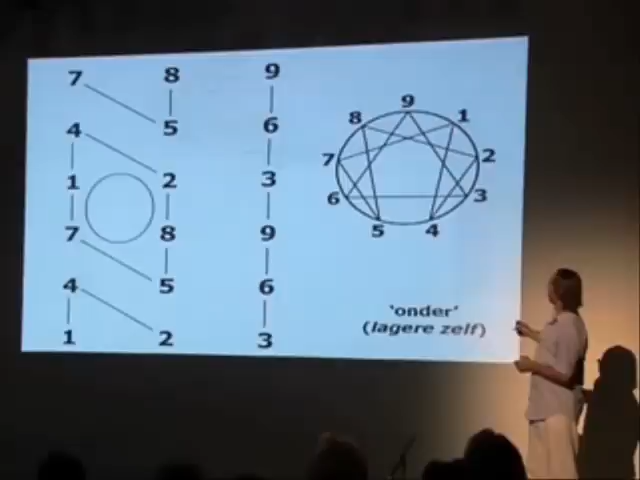 7 8 9
4 5 6
1 2 3
7 8 9
4 5 6
1 2 3
9
8 1
7 2
6 3
5 4
'onder'
(lagere zelf)